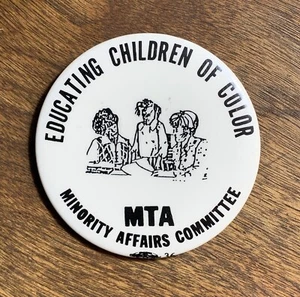 EDUCATING CHILDREN OF COLOR
MTA
MINORITY AFFAIRS COMMITTEE